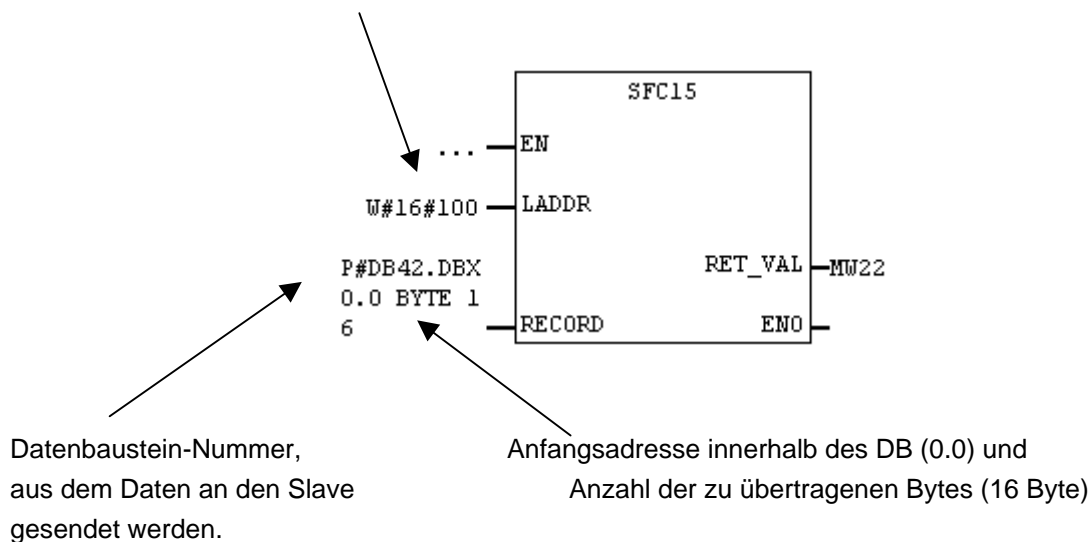 SFC15
... EN
W#16#100 LADDR
P#DB42.DBX
0.0 BYTE 1
6 RECORD
RET_VAL MW22
ENO
Datenbaustein-Nummer,
aus dem Daten an den Slave
gesendet werden.
Anfangsadresse innerhalb des DB (0.0) und
Anzahl der zu übertragenen Bytes (16 Byte)